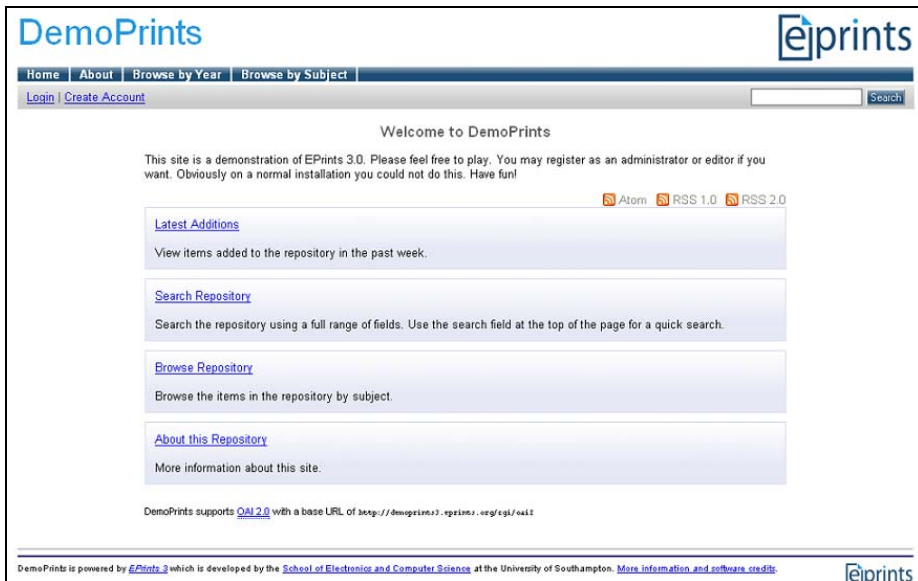 DemoPrints
eprints
Home About Browse by Year Browse by Subject
Login | Create Account
Search
Welcome to DemoPrints
This site is a demonstration of EPrints 3.0. Please feel free to play. You may register as an administrator or editor if you
want. Obviously on a normal installation you could not do this. Have fun!
Atom RSS 1.0 RSS 2.0
Latest Additions
View items added to the repository in the past week.
Search Repository
Search the repository using a full range of fields. Use the search field at the top of the page for a quick search.
Browse Repository
Browse the items in the repository by subject.
About this Repository
More information about this site.
DemoPrints supports OAI 2.0 with a base URL of http://demoprints3.eprints.org/cgi/oai2
DemoPrints is powered by EPrints 3 which is developed by the School of Electronics and Computer Science at the University of Southampton. More information and software credits.
eprints